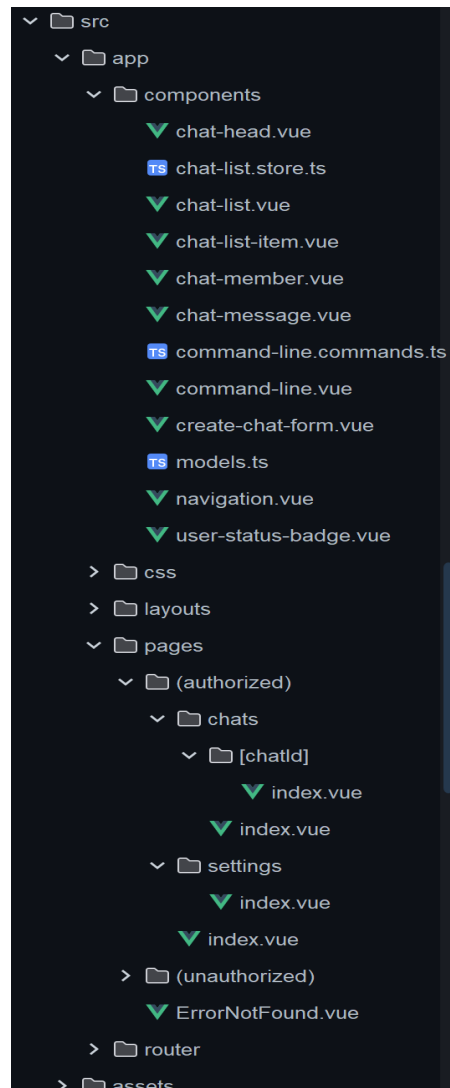 src
app
components
chat-head.vue
TS chat-list.store.ts
chat-list.vue
chat-list-item.vue
chat-member.vue
chat-message.vue
TS command-line.commands.ts
command-line.vue
create-chat-form.vue
TS models.ts
navigation.vue
user-status-badge.vue
css
layouts
pages
(authorized)
chats
[chatId]
index.vue
index.vue
settings
index.vue
index.vue
(unauthorized)
ErrorNotFound.vue
router
assets